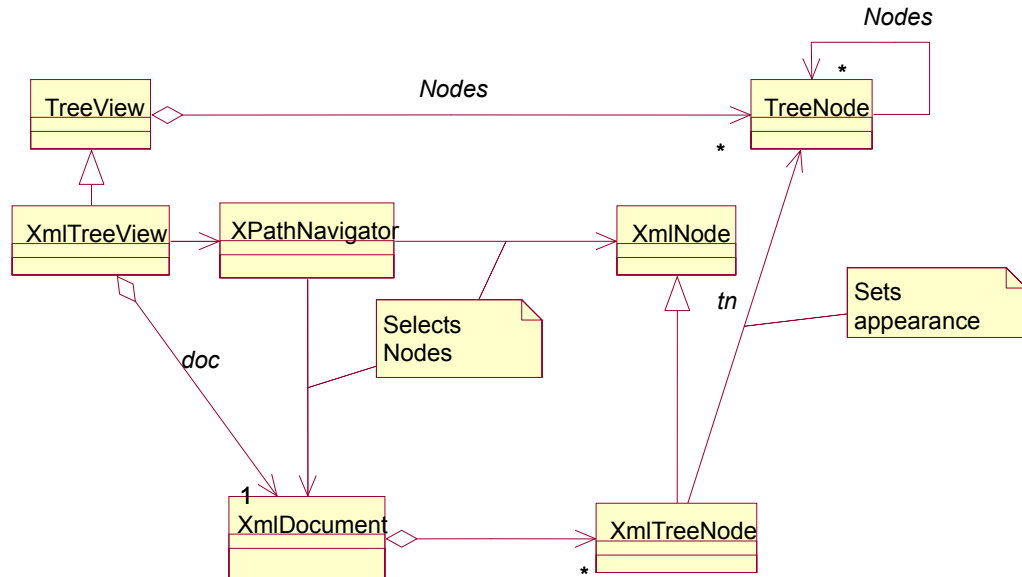 Nodes
*
TreeView
Nodes
TreeNode
*
XmlTreeView
XPathNavigator
XmlNode
tn
Sets
appearance
Selects
Nodes
doc
1
XmlDocument
XmlTreeNode
*